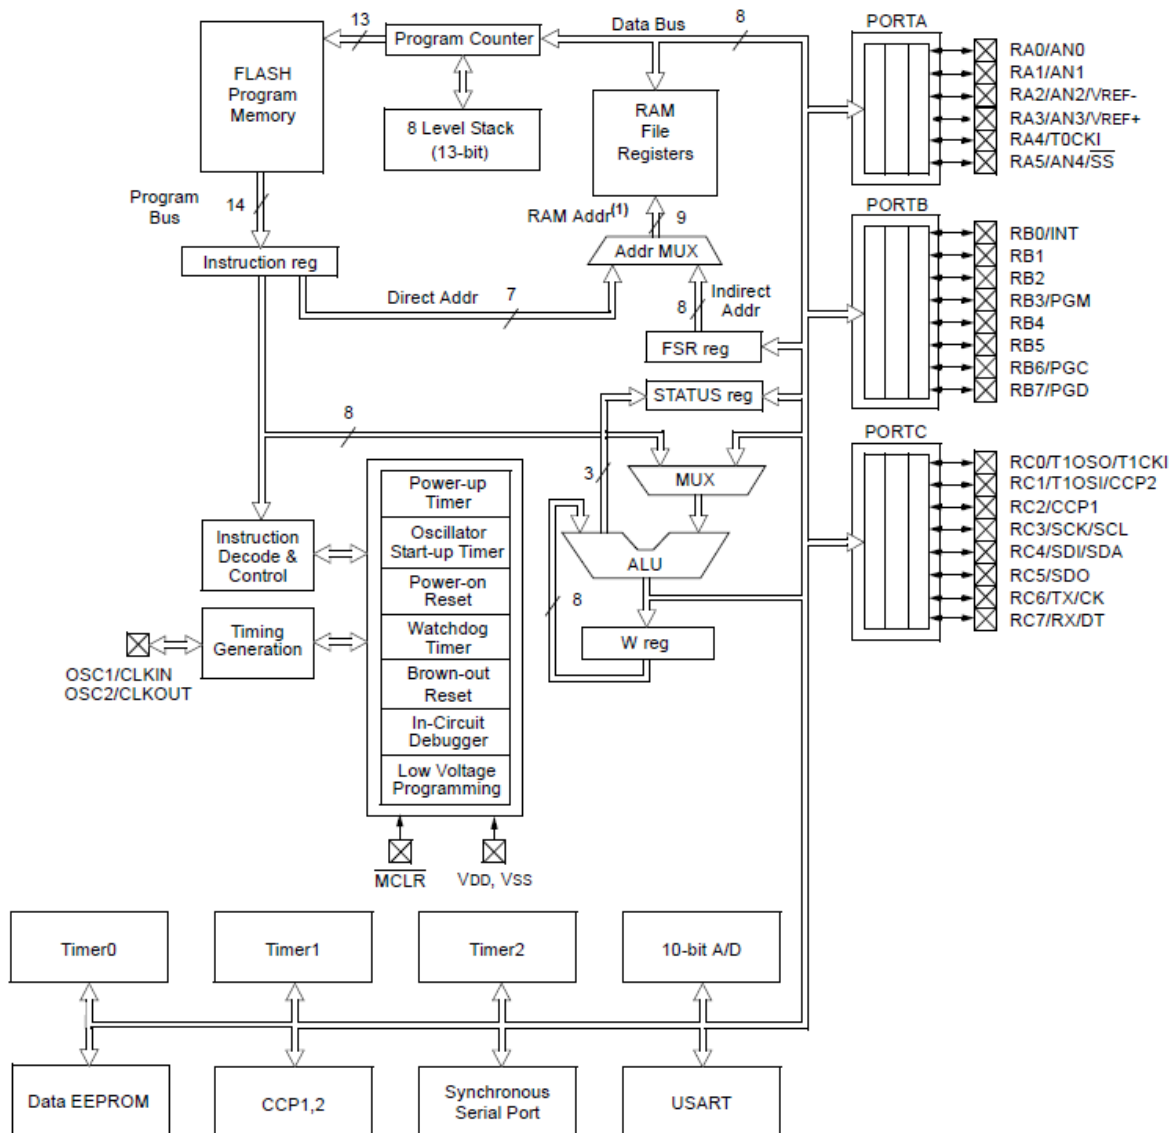 13
Data Bus
8
PORTA
Program Counter
FLASH
Program
Memory
8 Level Stack
(13-bit)
RAM
File
Registers
RA0/AN0
RA1/AN1
RA2/AN2/VREF-
RA3/AN3/VREF+
RA4/T0CKI
RA5/AN4/SS
Program
Bus
14
RAM Addr(1)
9
PORTB
Instruction reg
Addr MUX
RB0/INT
RB1
RB2
RB3/PGM
RB4
RB5
RB6/PGC
RB7/PGD
Direct Addr
7
8
Indirect
Addr
FSR reg
STATUS reg
8
PORTC
3
MUX
RC0/T1OSO/T1CKI
RC1/T1OSI/CCP2
RC2/CCP1
RC3/SCK/SCL
RC4/SDI/SDA
RC5/SDO
RC6/TX/CK
RC7/RX/DT
Power-up
Timer
Oscillator
Start-up Timer
Power-on
Reset
Watchdog
Timer
Brown-out
Reset
In-Circuit
Debugger
Low Voltage
Programming
Instruction
Decode &
Control
ALU
8
W reg
Timing
Generation
OSC1/CLKIN
OSC2/CLKOUT
MCLR
VDD, VSS
Timer0
Timer1
Timer2
10-bit A/D
Data EEPROM
CCP1,2
Synchronous
Serial Port
USART